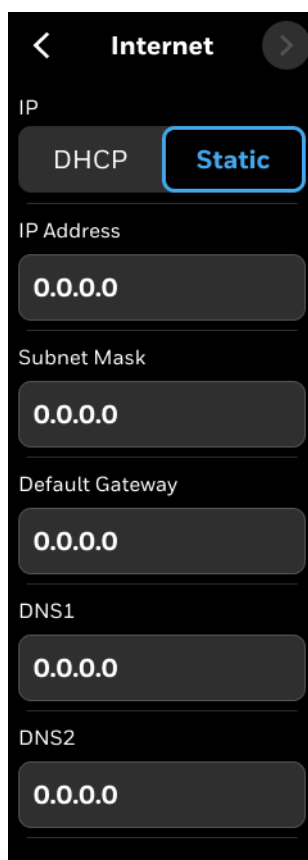 Internet
IP
DHCP Static
IP Address
0.0.0.0
Subnet Mask
0.0.0.0
Default Gateway
0.0.0.0
DNS1
0.0.0.0
DNS2
0.0.0.0